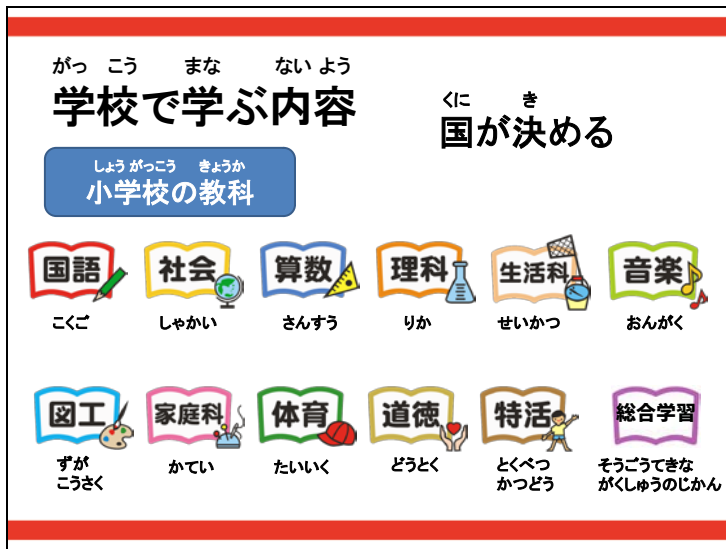 がっ こう まな ない よう
学校で学ぶ内容
くに き
国が決める
しょう がっこう きょうか
小学校の教科
国語
社会
算数
理科
生活科
音楽
こくご
しゃかい
さんすう
りか
せいかつ
おんがく
図工
家庭科
体育
道徳
特活
総合学習
ずが
こうさく
かてい
たいいく
どうとく
とくべつ
かつどう
そうごうてきな
がくしゅうのじかん